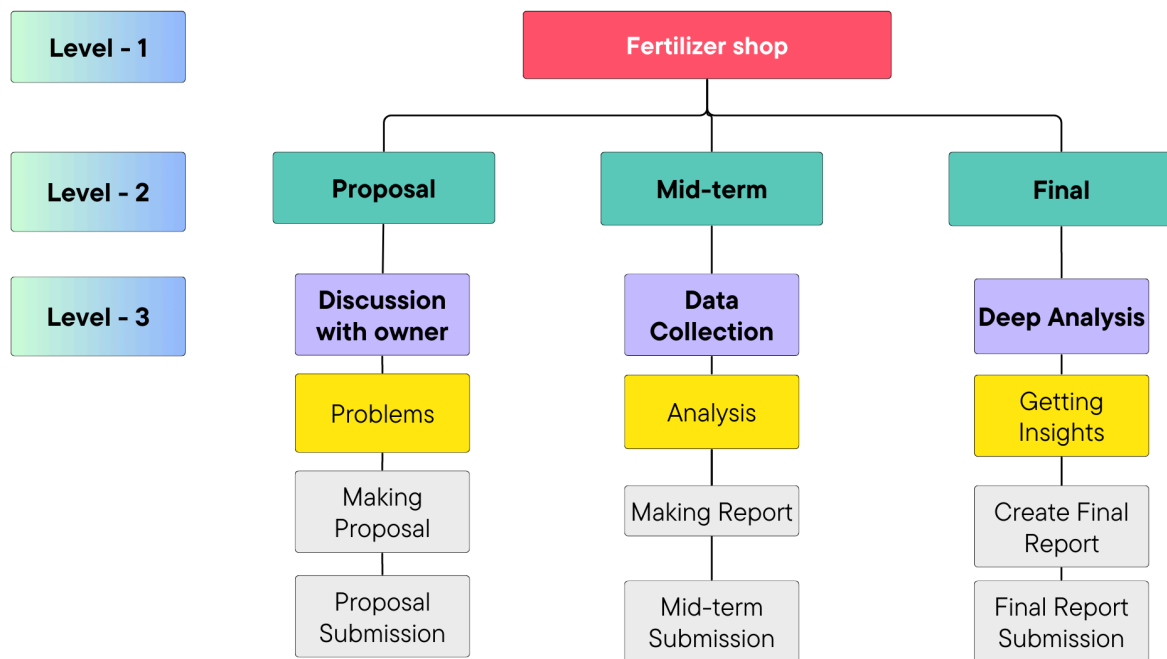 Level - 1
Fertilizer shop
Level - 2
Proposal
Mid-term
Final
Level - 3
Discussion
with owner
Data
Collection
Deep Analysis
Problems
Analysis
Getting
Insights
Making
Proposal
Making Report
Create Final
Report
Proposal
Submission
Mid-term
Submission
Final Report
Submission